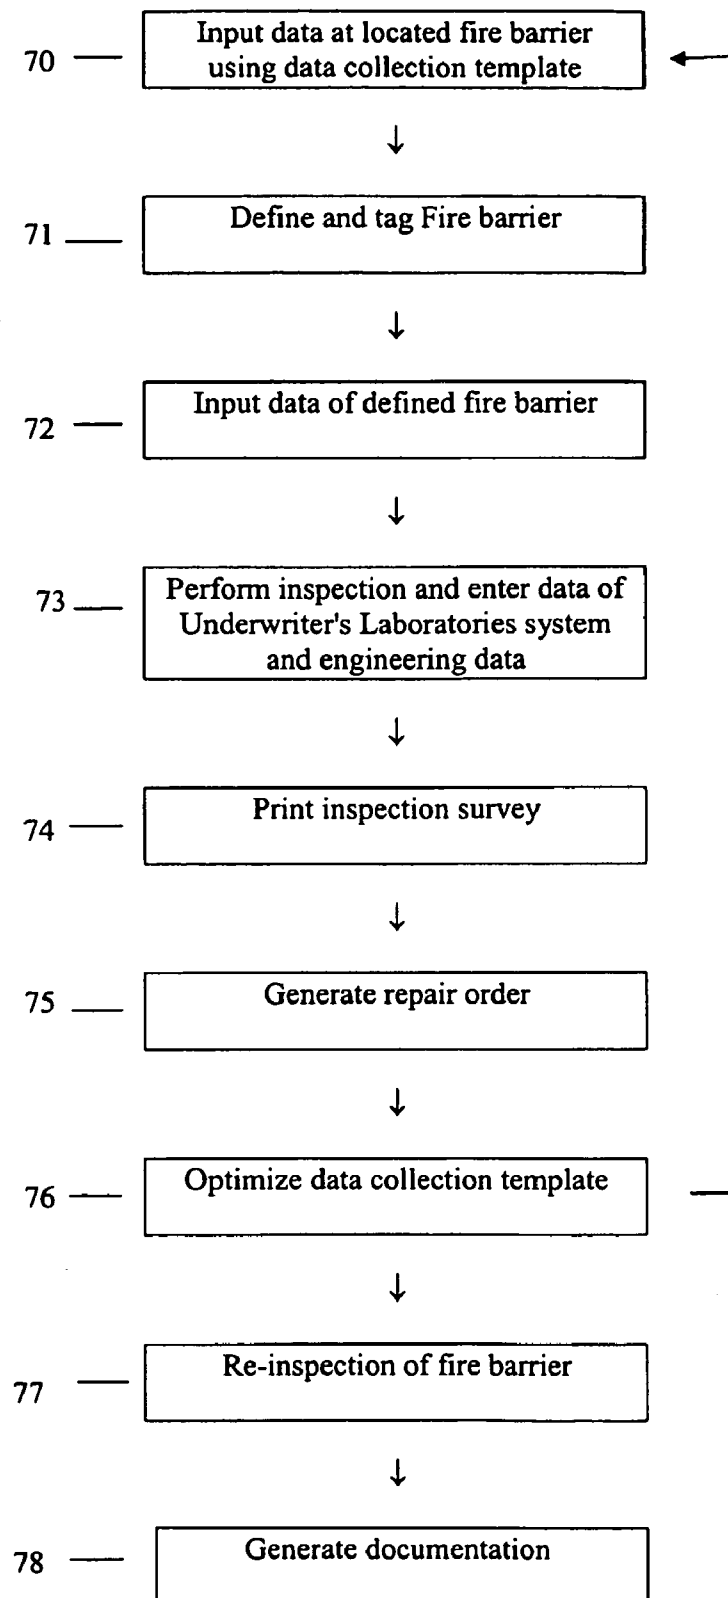 70
Input data at located fire barrier
using data collection template
↓
71
Define and tag Fire barrier
↓
72
Input data of defined fire barrier
↓
73
Perform inspection and enter data of
Underwriter's Laboratories system
and engineering data
↓
74
Print inspection survey
↓
75
Generate repair order
↓
76
Optimize data collection template
↓
77
Re-inspection of fire barrier
↓
78
Generate documentation